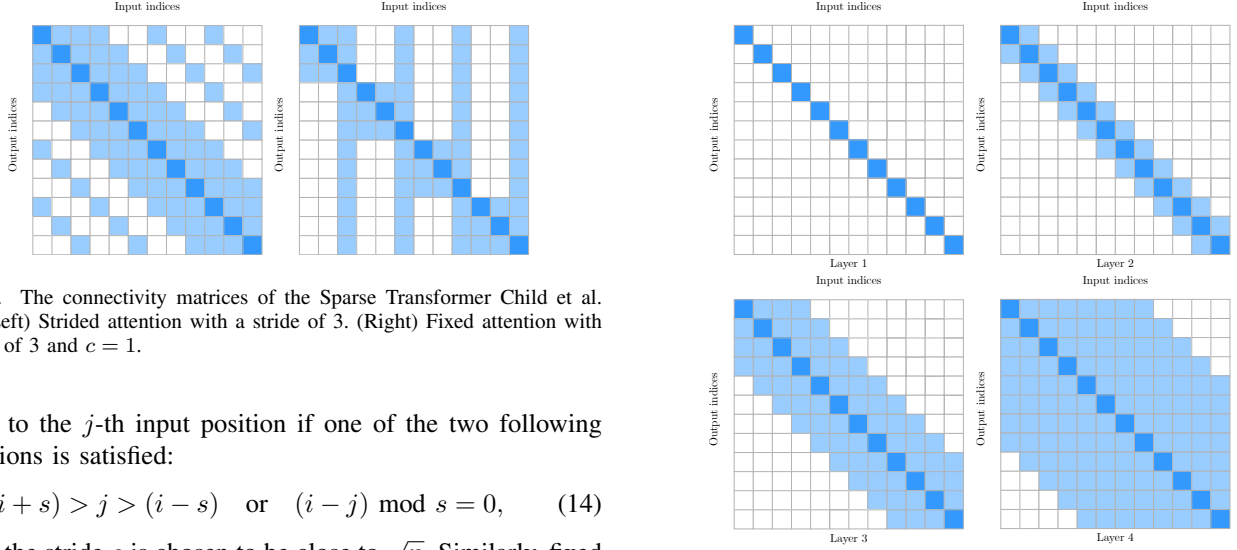 Input indices
Input indices
Output indices
Output indices
. The connectivity matrices of the Sparse Transformer Child et al.
eft) Strided attention with a stride of 3. (Right) Fixed attention with
of 3 and c = 1.
to the j-th input position if one of the two following
ions is satisfied:
i + s) > j > (i − s) or (i − j) mod s = 0, (14)
the stride s is chosen to be close to √n. Similarly, fixed
Input indices
Input indices
Output indices
Output indices
Layer 1
Layer 2
Input indices
Input indices
Output indices
Output indices
Layer 3
Layer 4